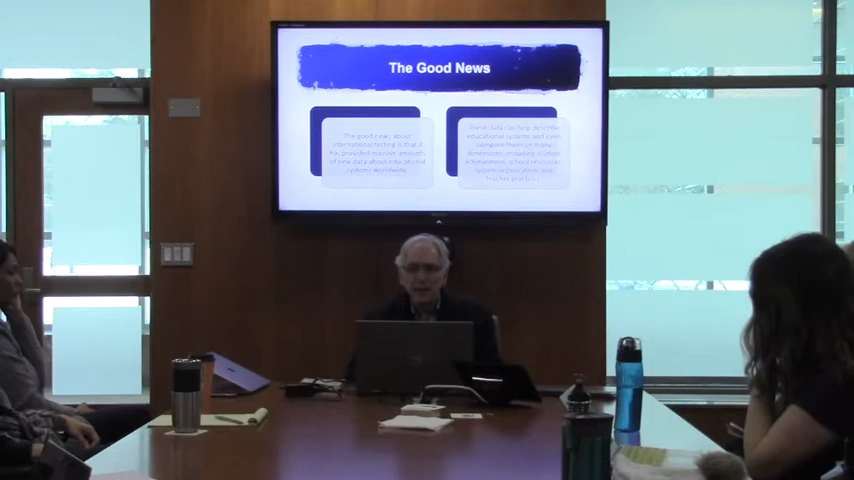 The Good News
The good news about
international testing is that it
has provided massive amounts
of new data about educational
systems worldwide.
These data can help describe
educational systems and even
compare them on many
dimensions, including student
achievement, school resources
system organization, and
teacher practices.